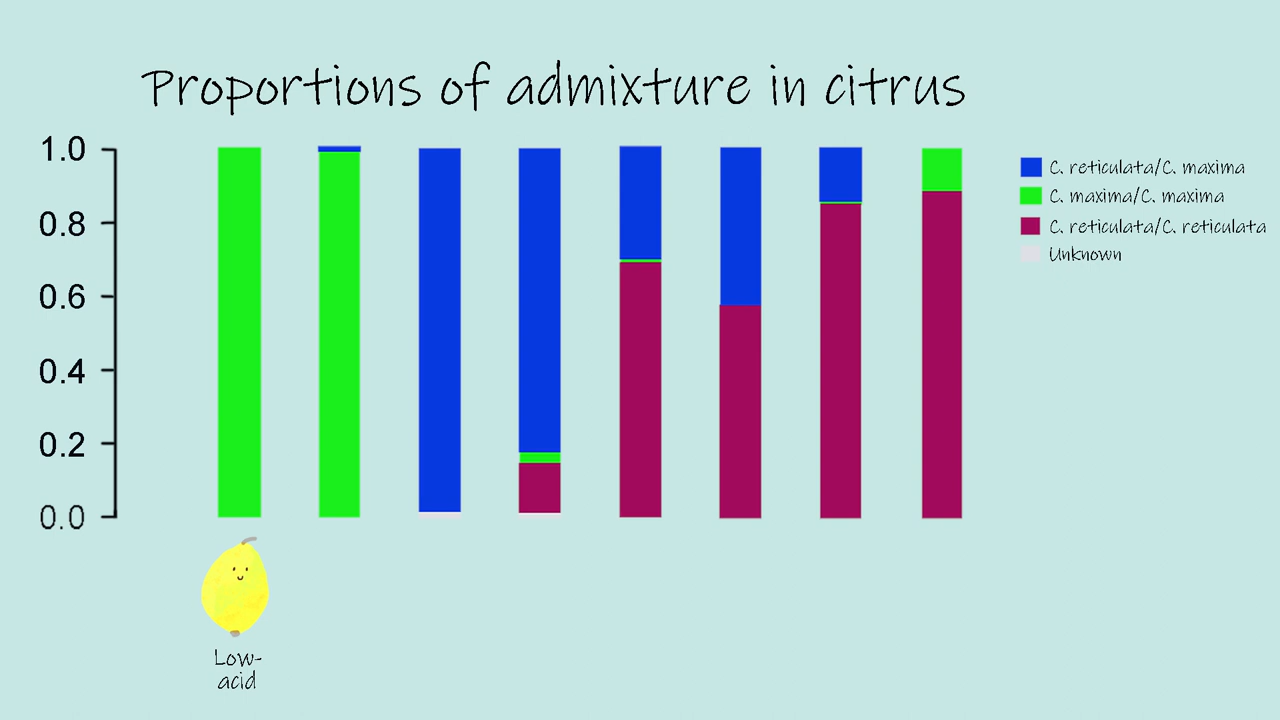 Proportions of admixture in citrus
1.0
0.8
0.6
0.4
0.2
0.0
C. reticulata/C. maxima
C. maxima/C. maxima
C. reticulata/C. reticulata
Unknown
Low-
acid